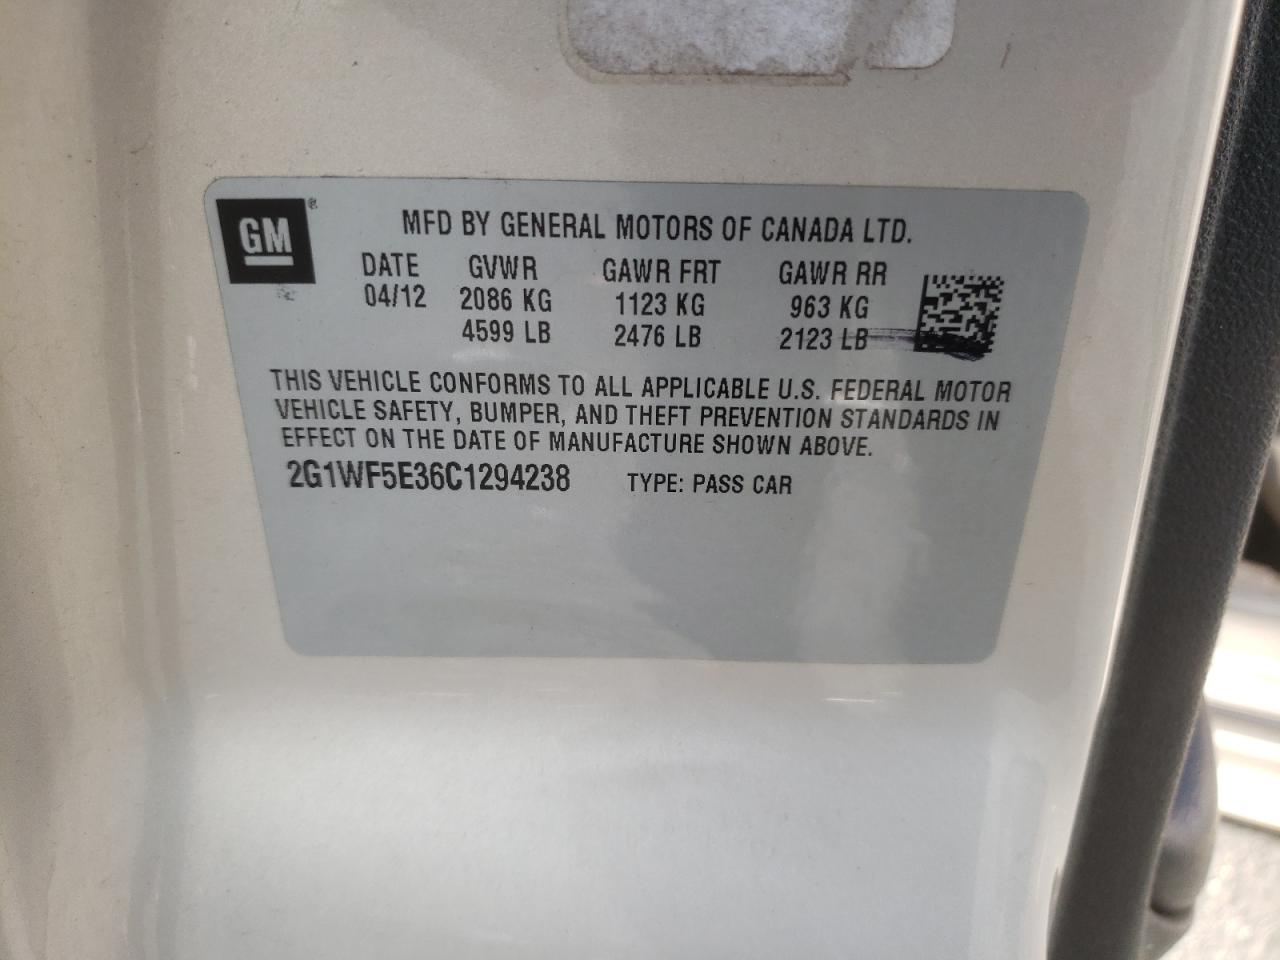 GM ®
MFD BY GENERAL MOTORS OF CANADA LTD.
DATE GVWR GAWR FRT GAWR RR
04/12 2086 KG 1123 KG 963 KG
4599 LB 2476 LB 2123 LB
THIS VEHICLE CONFORMS TO ALL APPLICABLE U.S. FEDERAL MOTOR
VEHICLE SAFETY, BUMPER, AND THEFT PREVENTION STANDARDS IN
EFFECT ON THE DATE OF MANUFACTURE SHOWN ABOVE.
2G1WF5E36C1294238 TYPE: PASS CAR